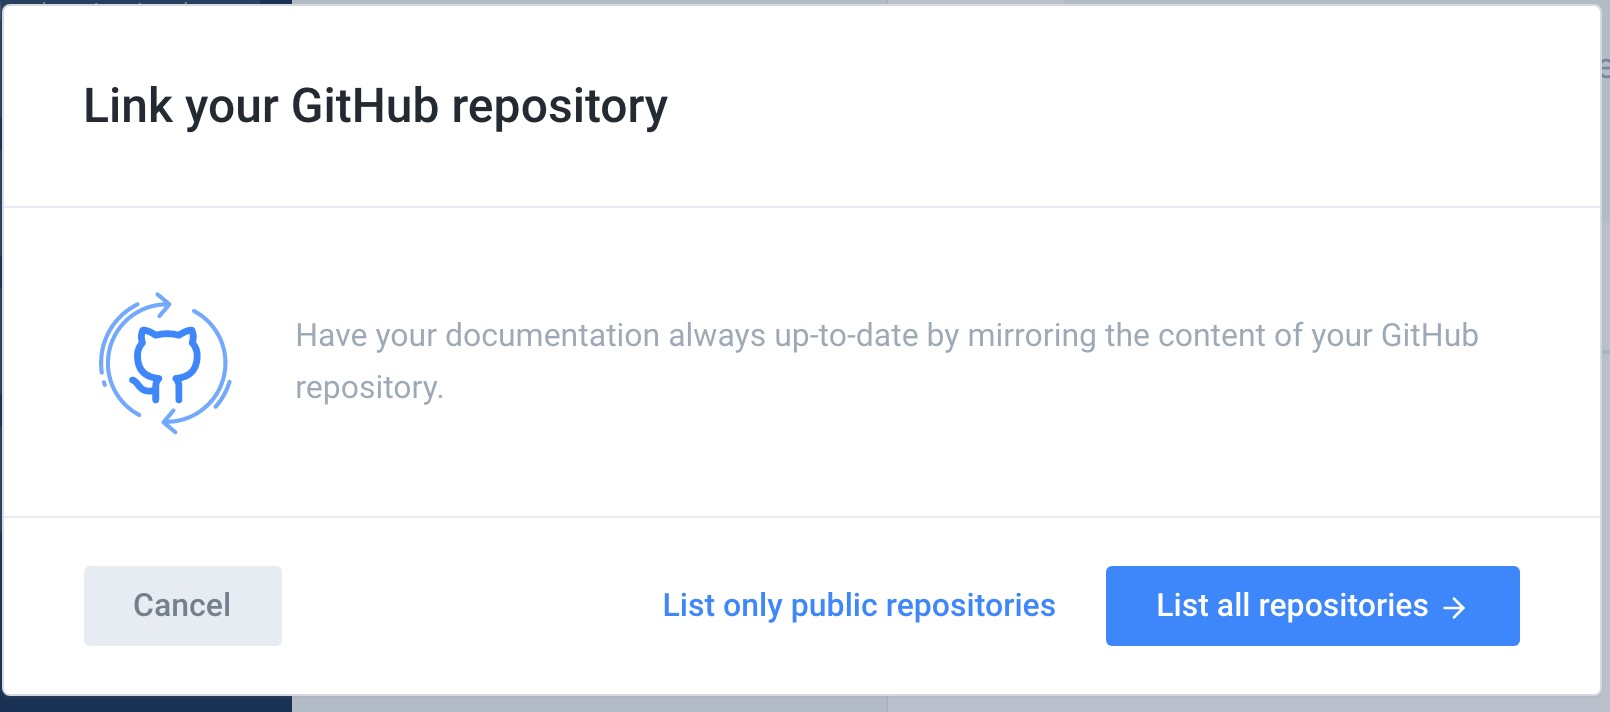 Link your GitHub repository
Have your documentation always up-to-date by mirroring the content of your GitHub
repository.
Cancel
List only public repositories
List all repositories →